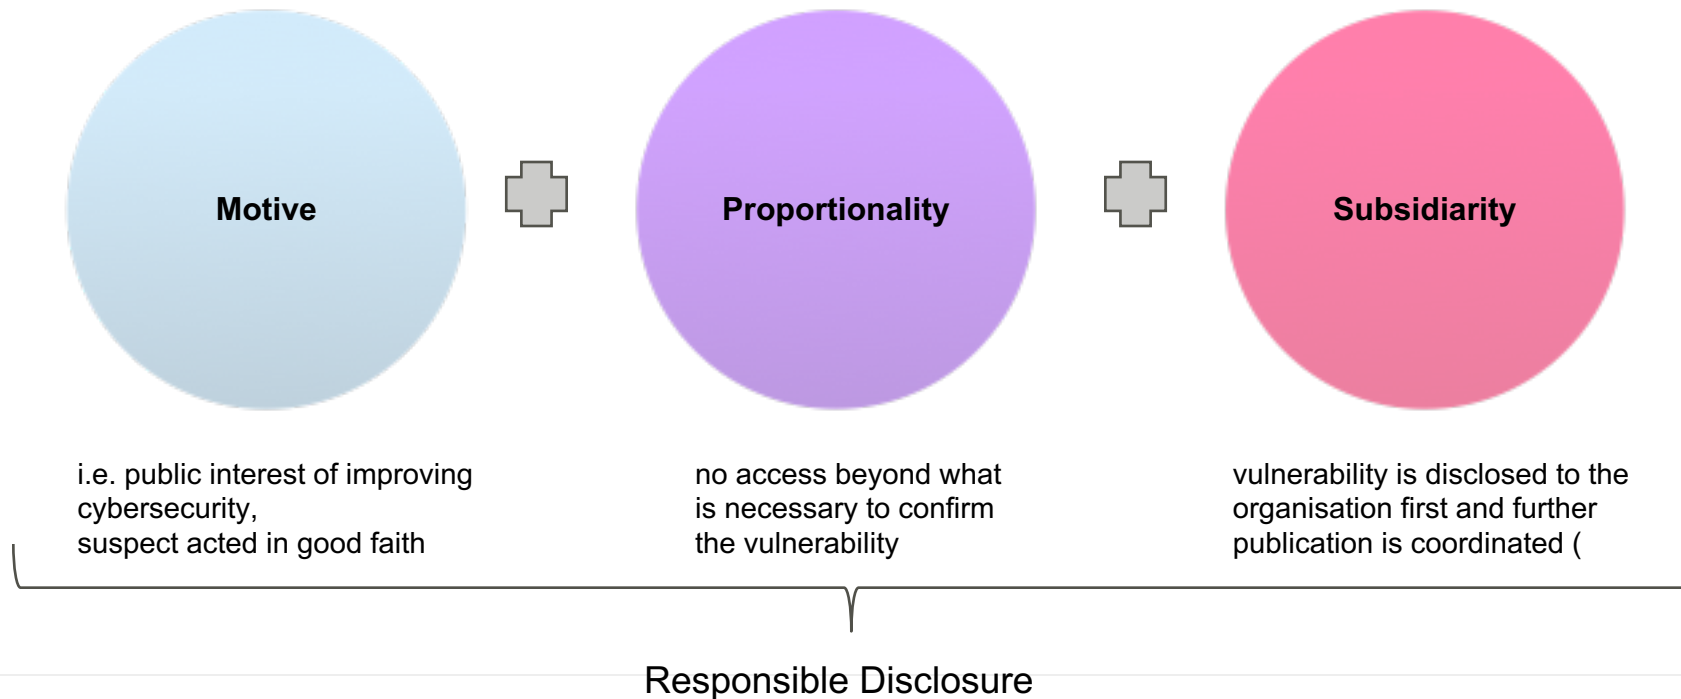 Motive
Proportionality
Subsidiarity
i.e. public interest of improving
cybersecurity,
suspect acted in good faith
no access beyond what
is necessary to confirm
the vulnerability
vulnerability is disclosed to the
organisation first and further
publication is coordinated (
Responsible Disclosure